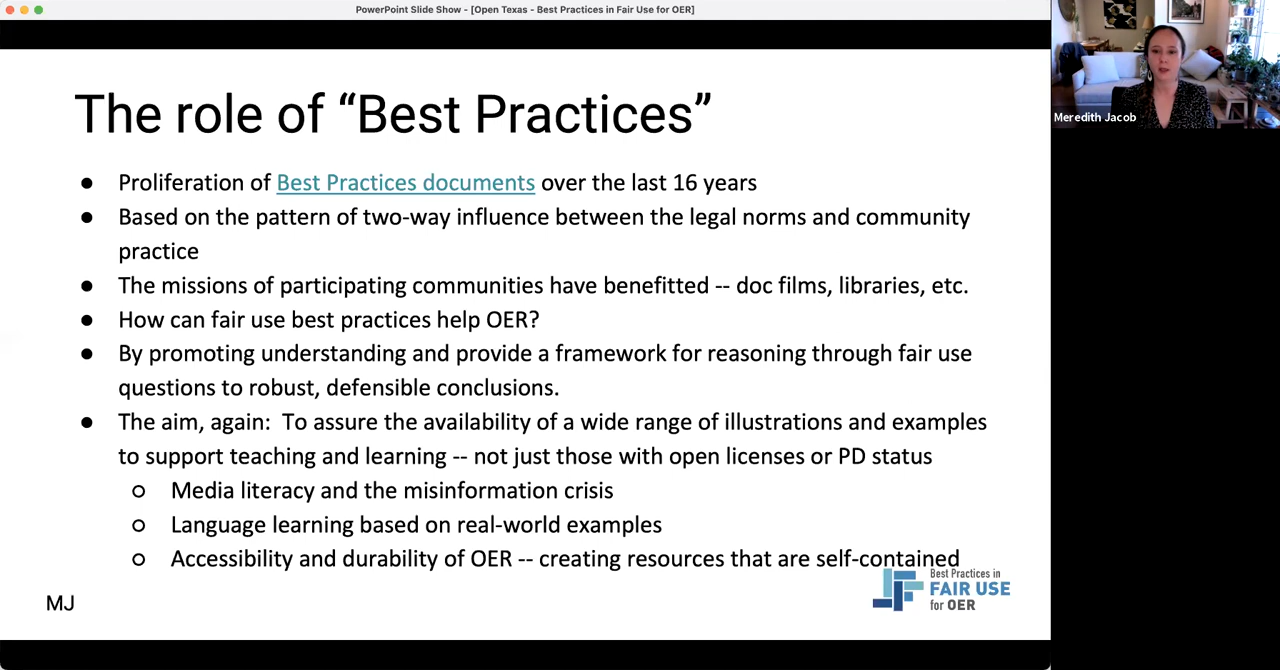 PowerPoint Slide Show - [Open Texas - Best Practices in Fair Use for OER]
Meredith Jacob
The role of “Best Practices”
● Proliferation of Best Practices documents over the last 16 years
● Based on the pattern of two-way influence between the legal norms and community
practice
● The missions of participating communities have benefitted -- doc films, libraries, etc.
● How can fair use best practices help OER?
● By promoting understanding and provide a framework for reasoning through fair use
questions to robust, defensible conclusions.
● The aim, again:  To assure the availability of a wide range of illustrations and examples
to support teaching and learning -- not just those with open licenses or PD status
○ Media literacy and the misinformation crisis
○ Language learning based on real-world examples
○ Accessibility and durability of OER -- creating resources that are self-contained
MJ
Best Practices in
FAIR USE
for OER